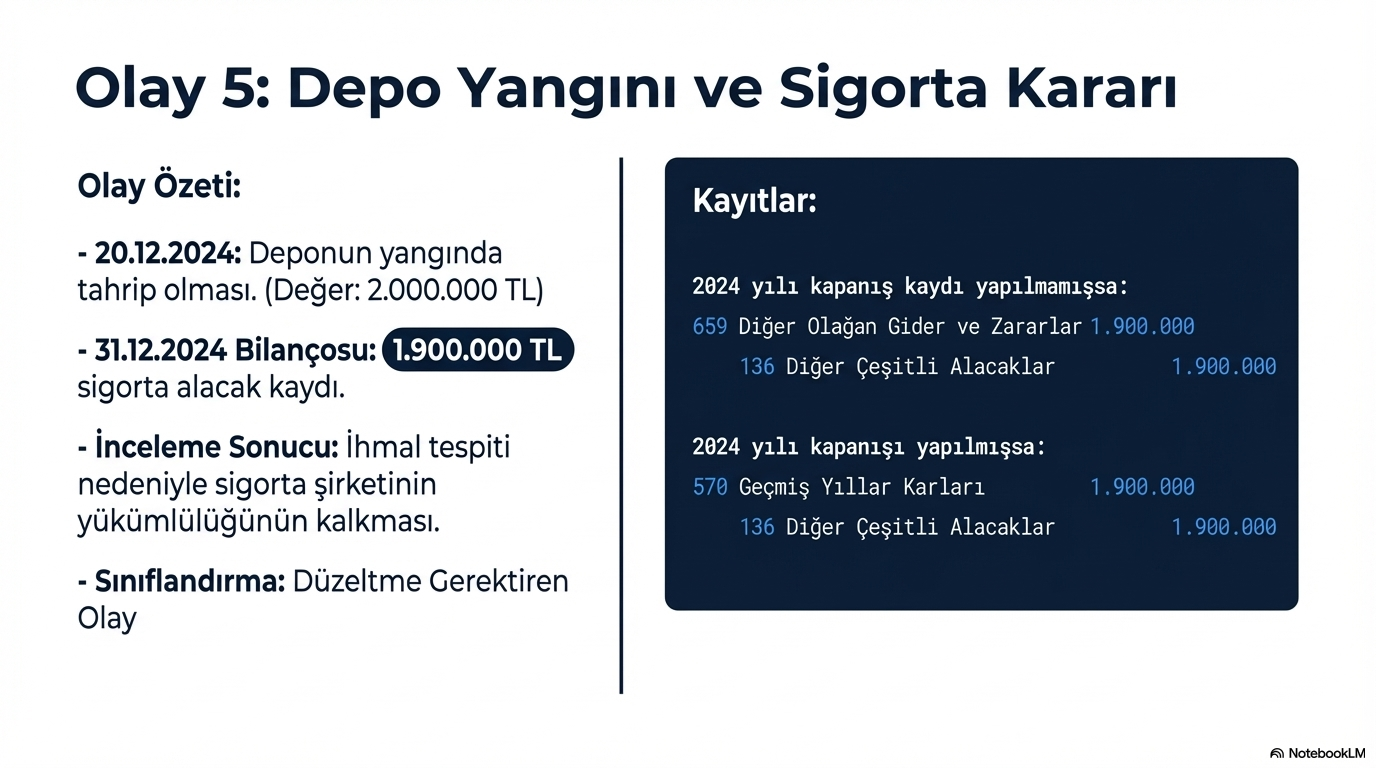 Olay 5: Depo Yangını ve Sigorta Kararı
Olay Özeti:
- 20.12.2024: Deponun yangında
tahrip olması. (Değer: 2.000.000 TL)
- 31.12.2024 Bilançosu: 1.900.000 TL
sigorta alacak kaydı.
- İnceleme Sonucu: İhmal tespiti
nedeniyle sigorta şirketinin
yükümlülüğünün kalkması.
- Sınıflandırma: Düzeltme Gerektiren
Olay
Kayıtlar:
2024 yılı kapanış kaydı yapılmamışsa:
659 Diğer Olağan Gider ve Zararlar 1.900.000
136 Diğer Çeşitli Alacaklar 1.900.000
2024 yılı kapanışı yapılmışsa:
570 Geçmiş Yıllar Karları 1.900.000
136 Diğer Çeşitli Alacaklar 1.900.000
NotebookLM